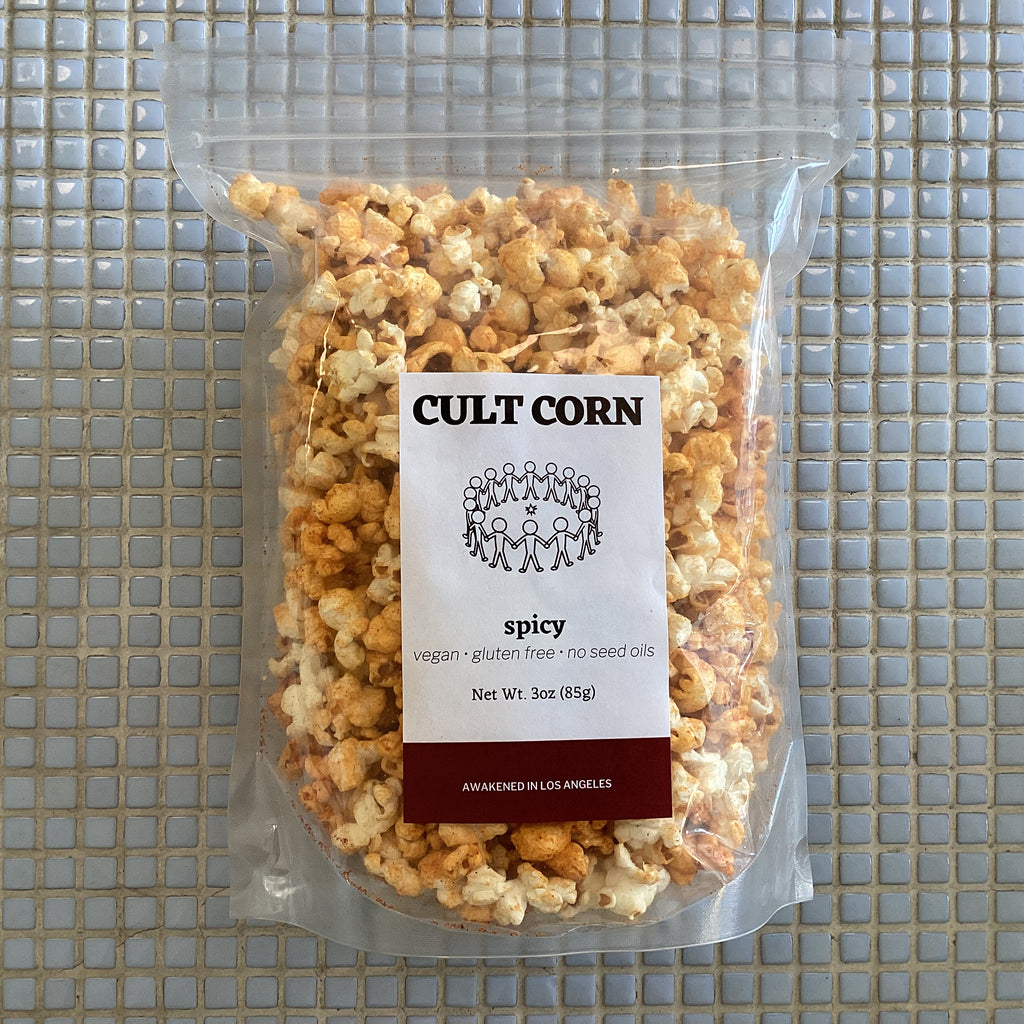 CULT CORN
spicy
vegan • gluten free • no seed oils
Net Wt. 3oz (85g)
AWAKENED IN LOS ANGELES